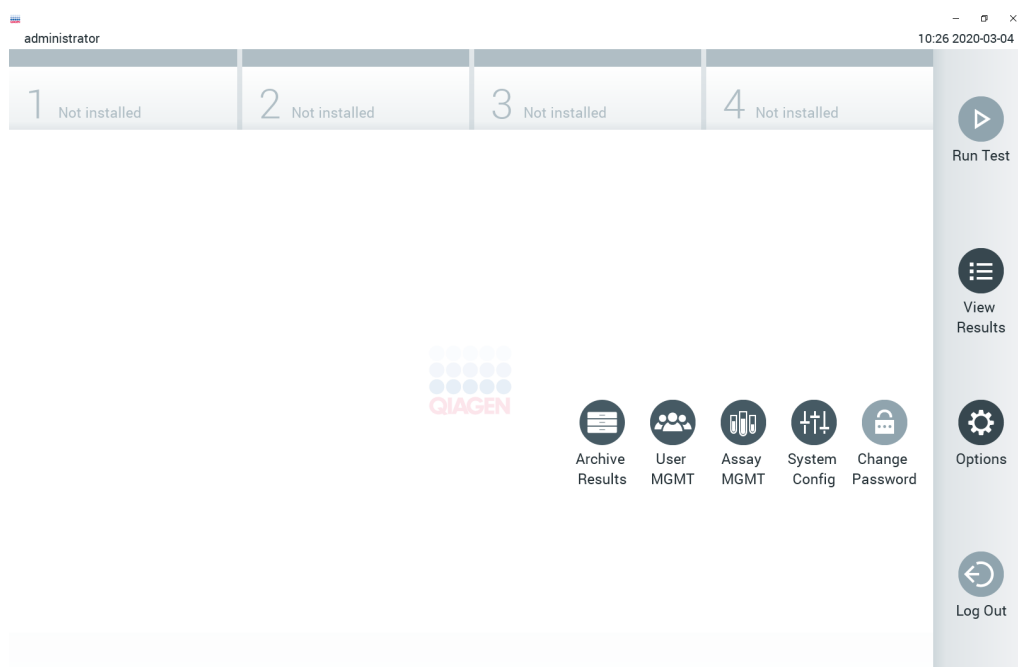 administrator
10:26 2020-03-04
1 Not installed
2 Not installed
3 Not installed
4 Not installed
Run Test
View
Results
QIAGEN
Archive
Results
User
MGMT
Assay
MGMT
System
Config
Change
Password
Options
Log Out